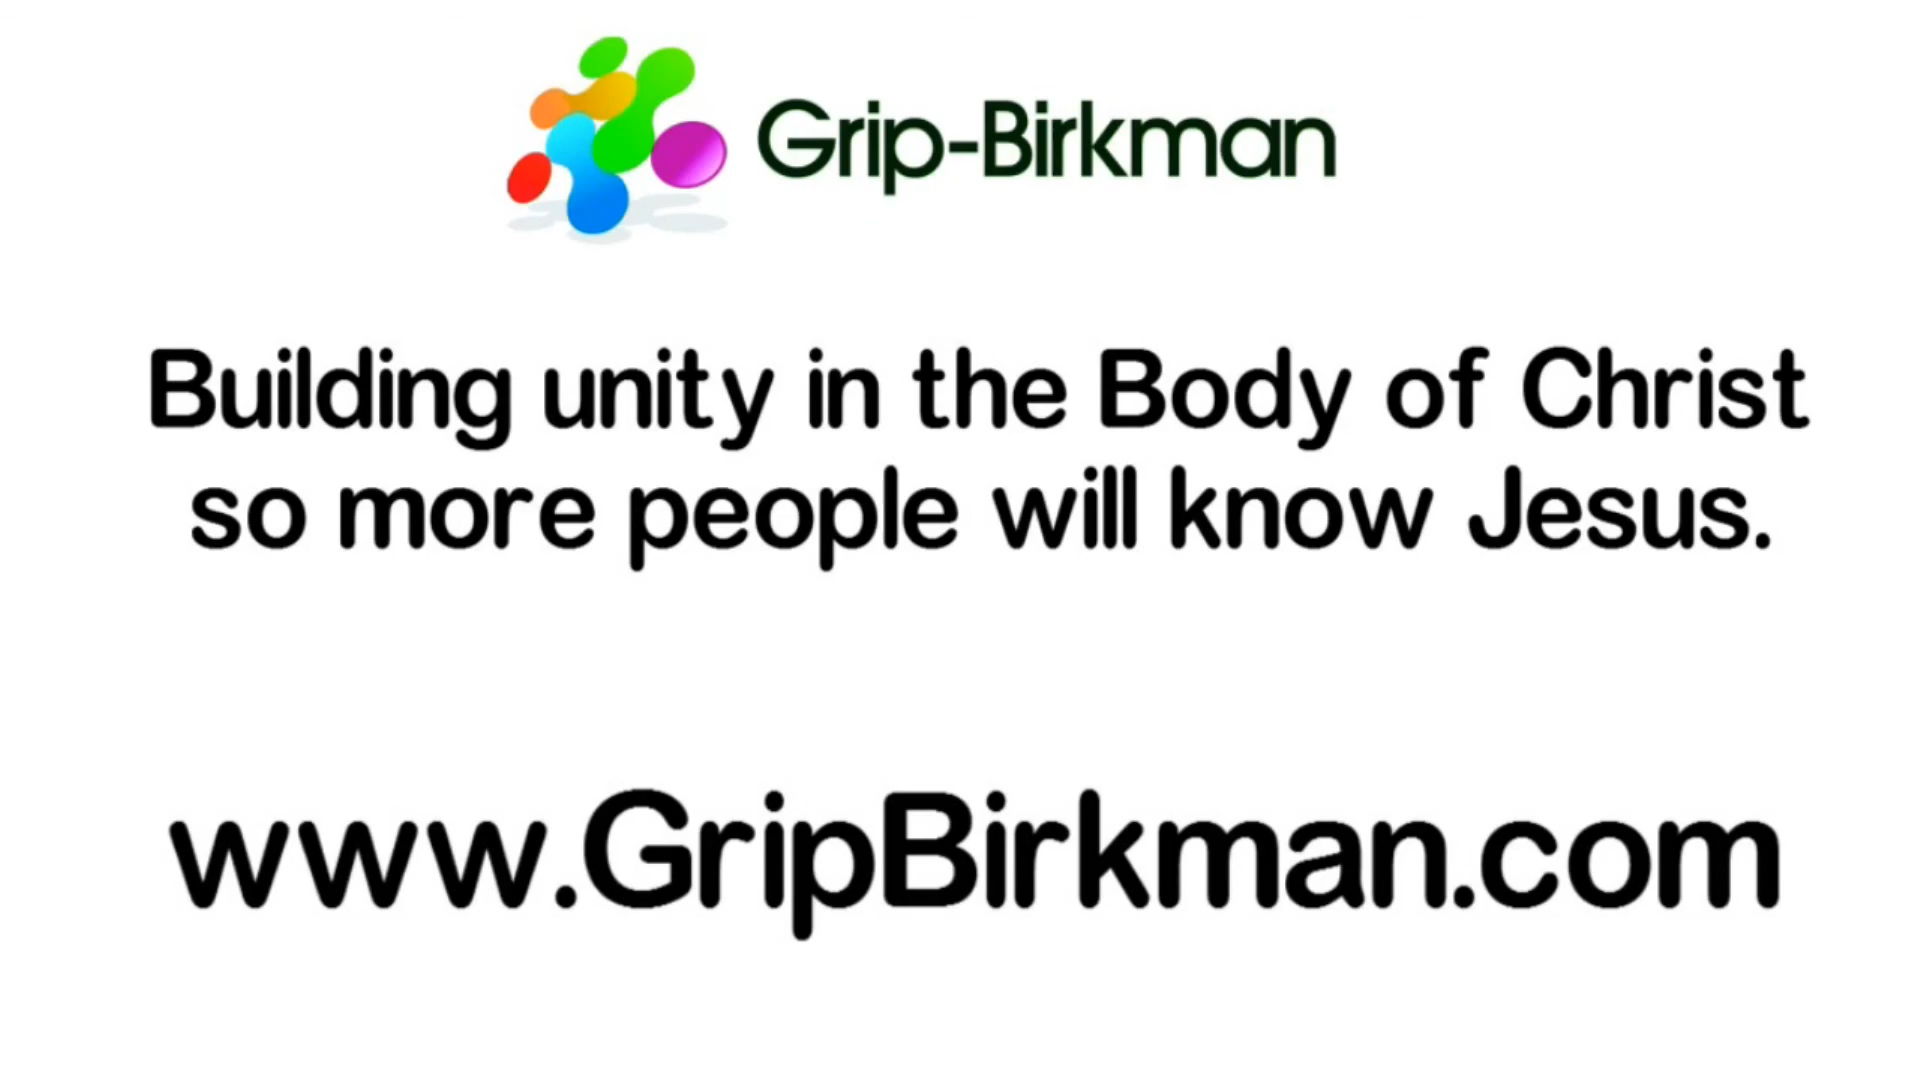 Grip-Birkman
Building unity in the Body of Christ
so more people will know Jesus.
www.GripBirkman.com